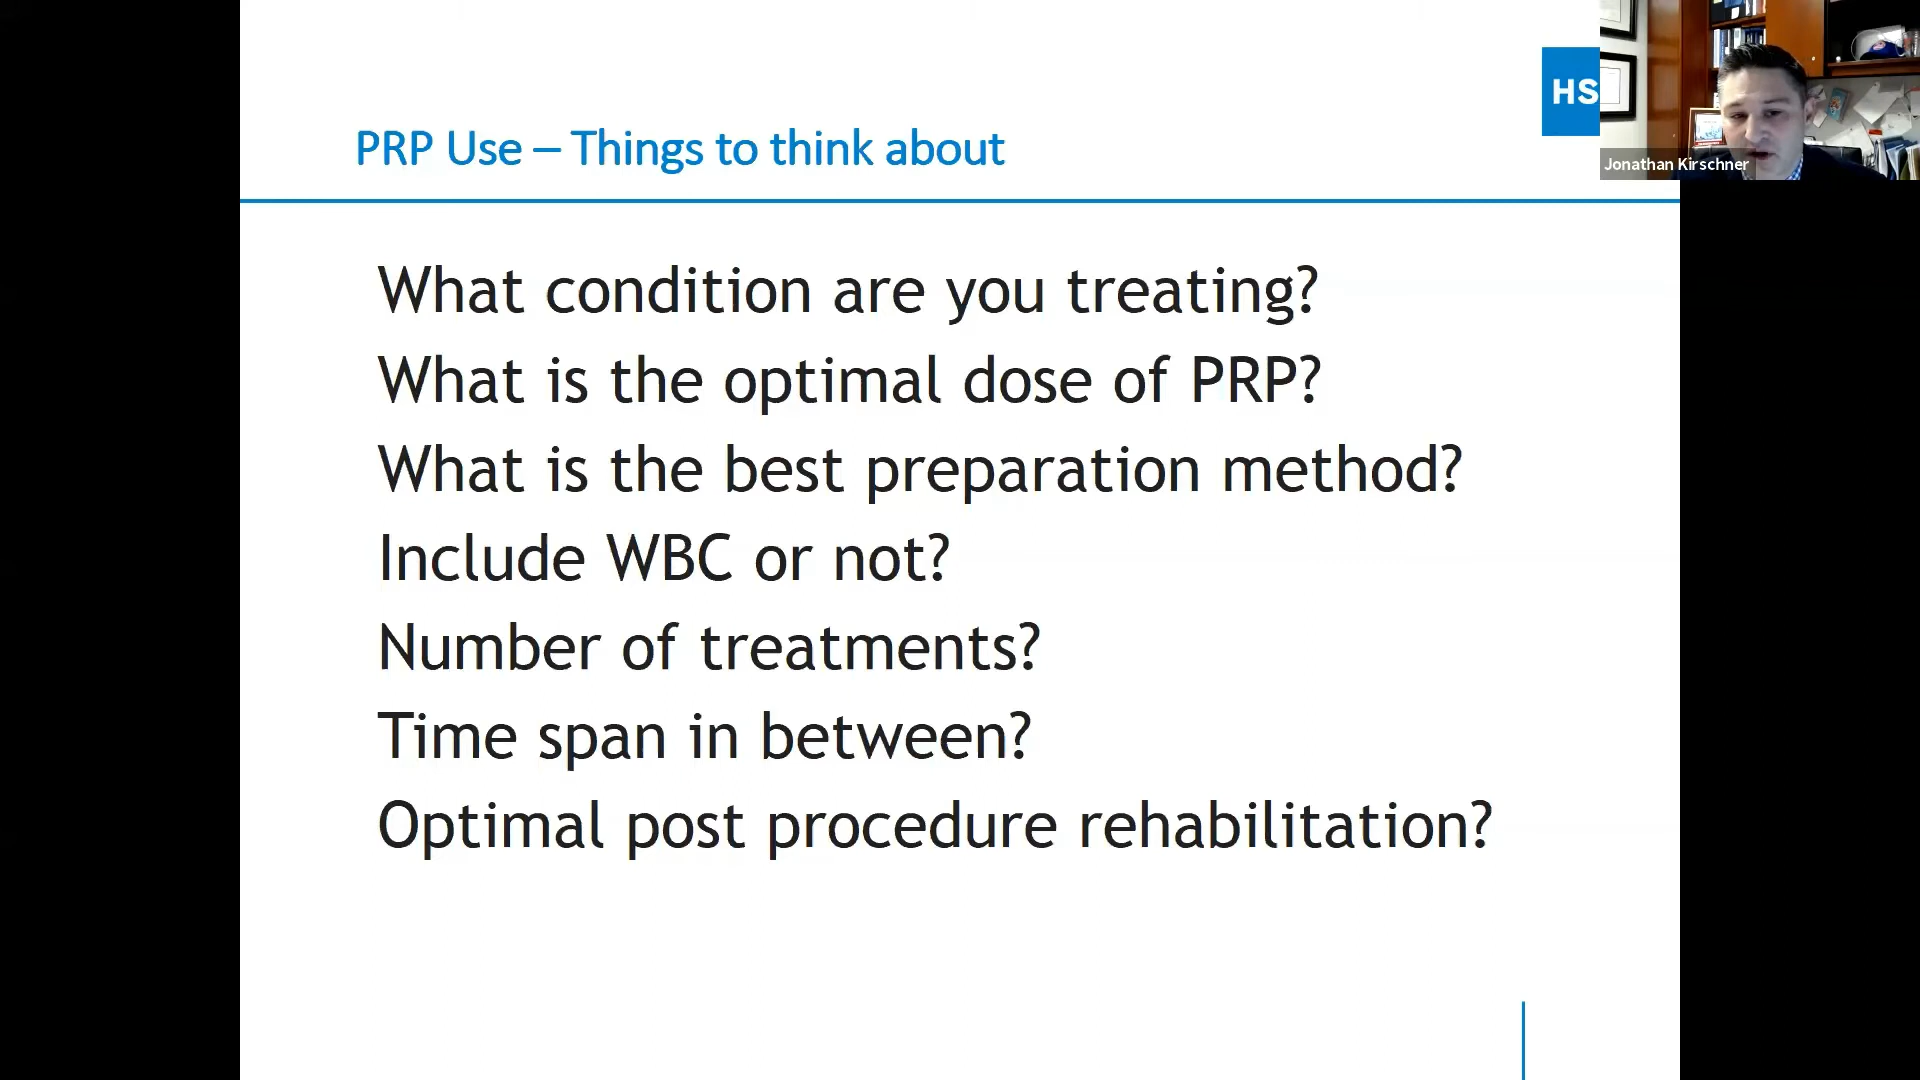 PRP Use – Things to think about
HS
Jonathan Kirschner
What condition are you treating?
What is the optimal dose of PRP?
What is the best preparation method?
Include WBC or not?
Number of treatments?
Time span in between?
Optimal post procedure rehabilitation?